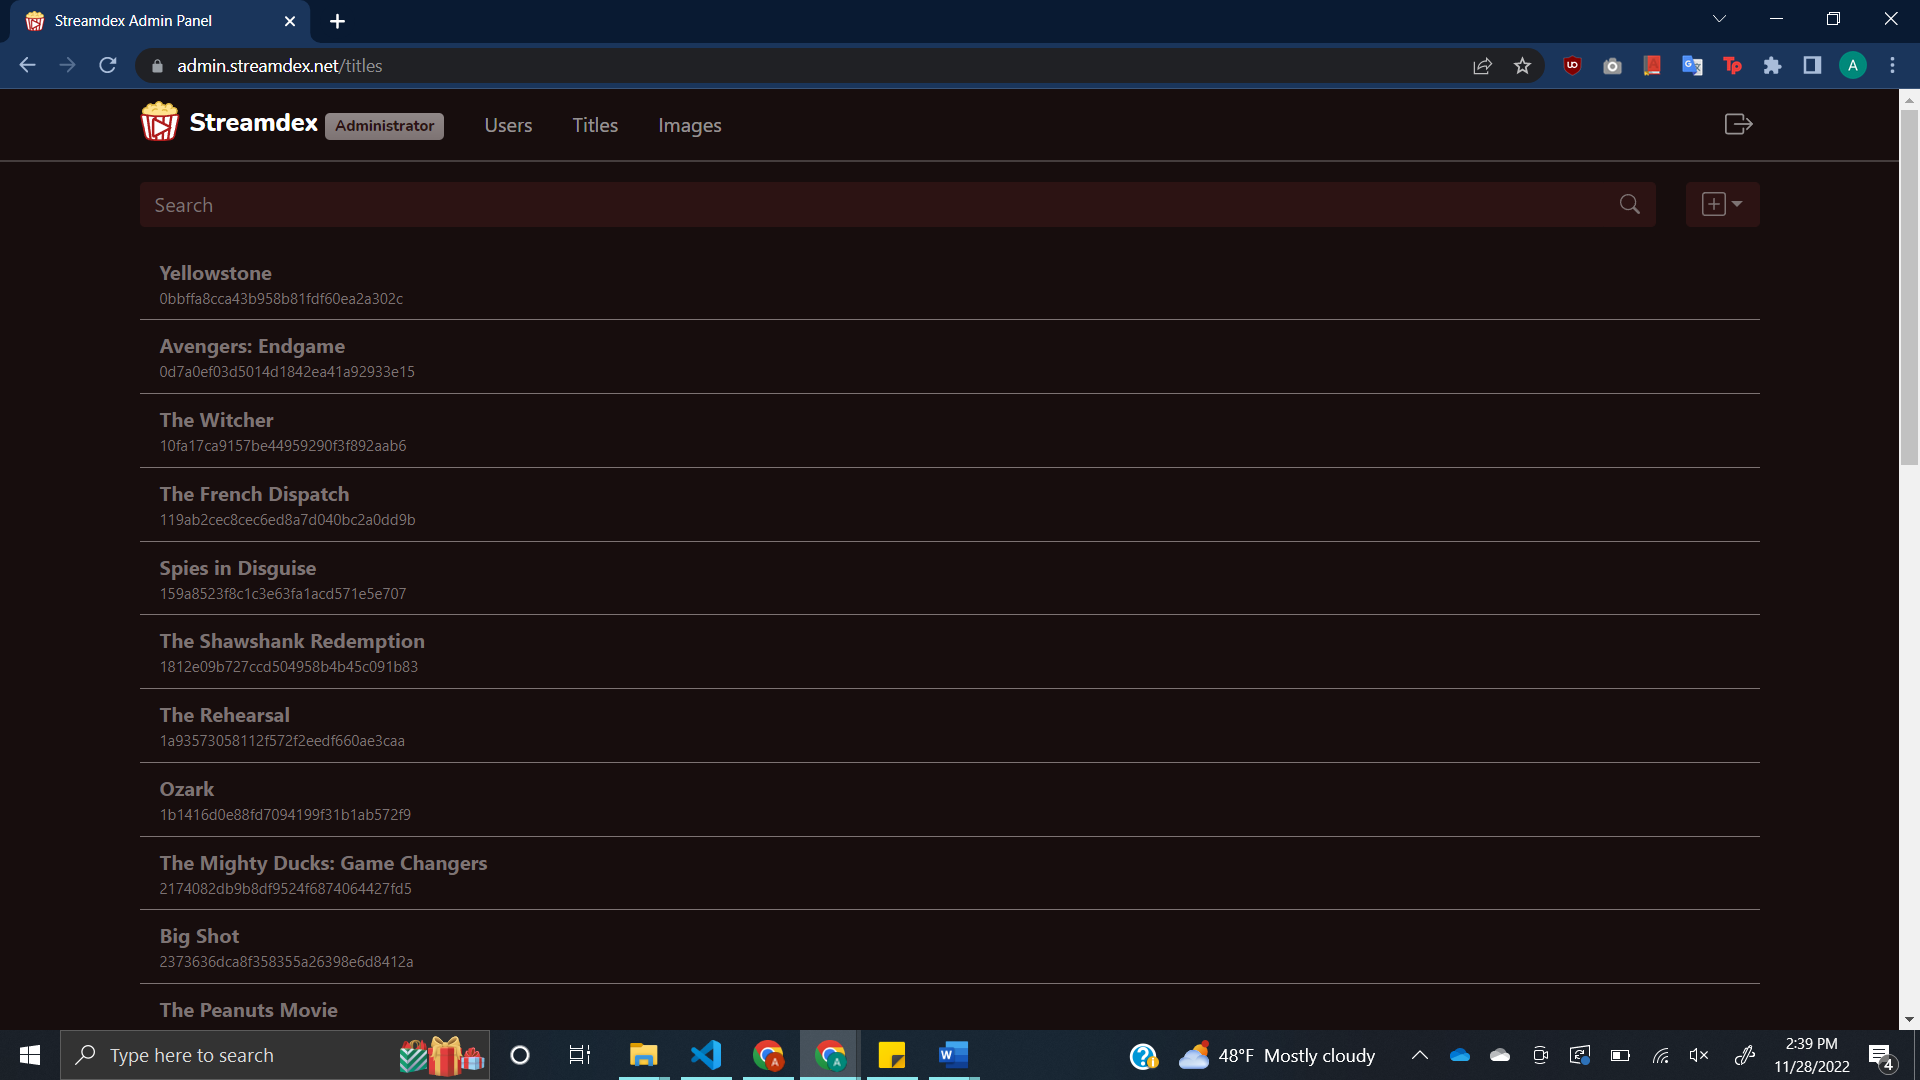 Streamdex Admin Panel
admin.streamdex.net/titles
Streamdex Administrator Users Titles Images
Search
Yellowstone
0bbffa8cca43b958b81fdf60ea2a302c
Avengers: Endgame
0d7a0ef03d5014d1842ea41a92933e15
The Witcher
10fa17ca9157be44959290f3f892aab6
The French Dispatch
119ab2cec8cec6ed8a7d040bc2a0dd9b
Spies in Disguise
159a8523f8c1c3e63fa1acd571e5e707
The Shawshank Redemption
1812e09b727ccd504958b4b45c091b83
The Rehearsal
1a93573058112f572f2eedf660ae3caa
Ozark
1b1416d0e88fd7094199f31b1ab572f9
The Mighty Ducks: Game Changers
2174082db9b8df9524f6874064427fd5
Big Shot
2373636dca8f358355a26398e6d8412a
The Peanuts Movie
Type here to search
48°F Mostly cloudy
2:39 PM
11/28/2022
4